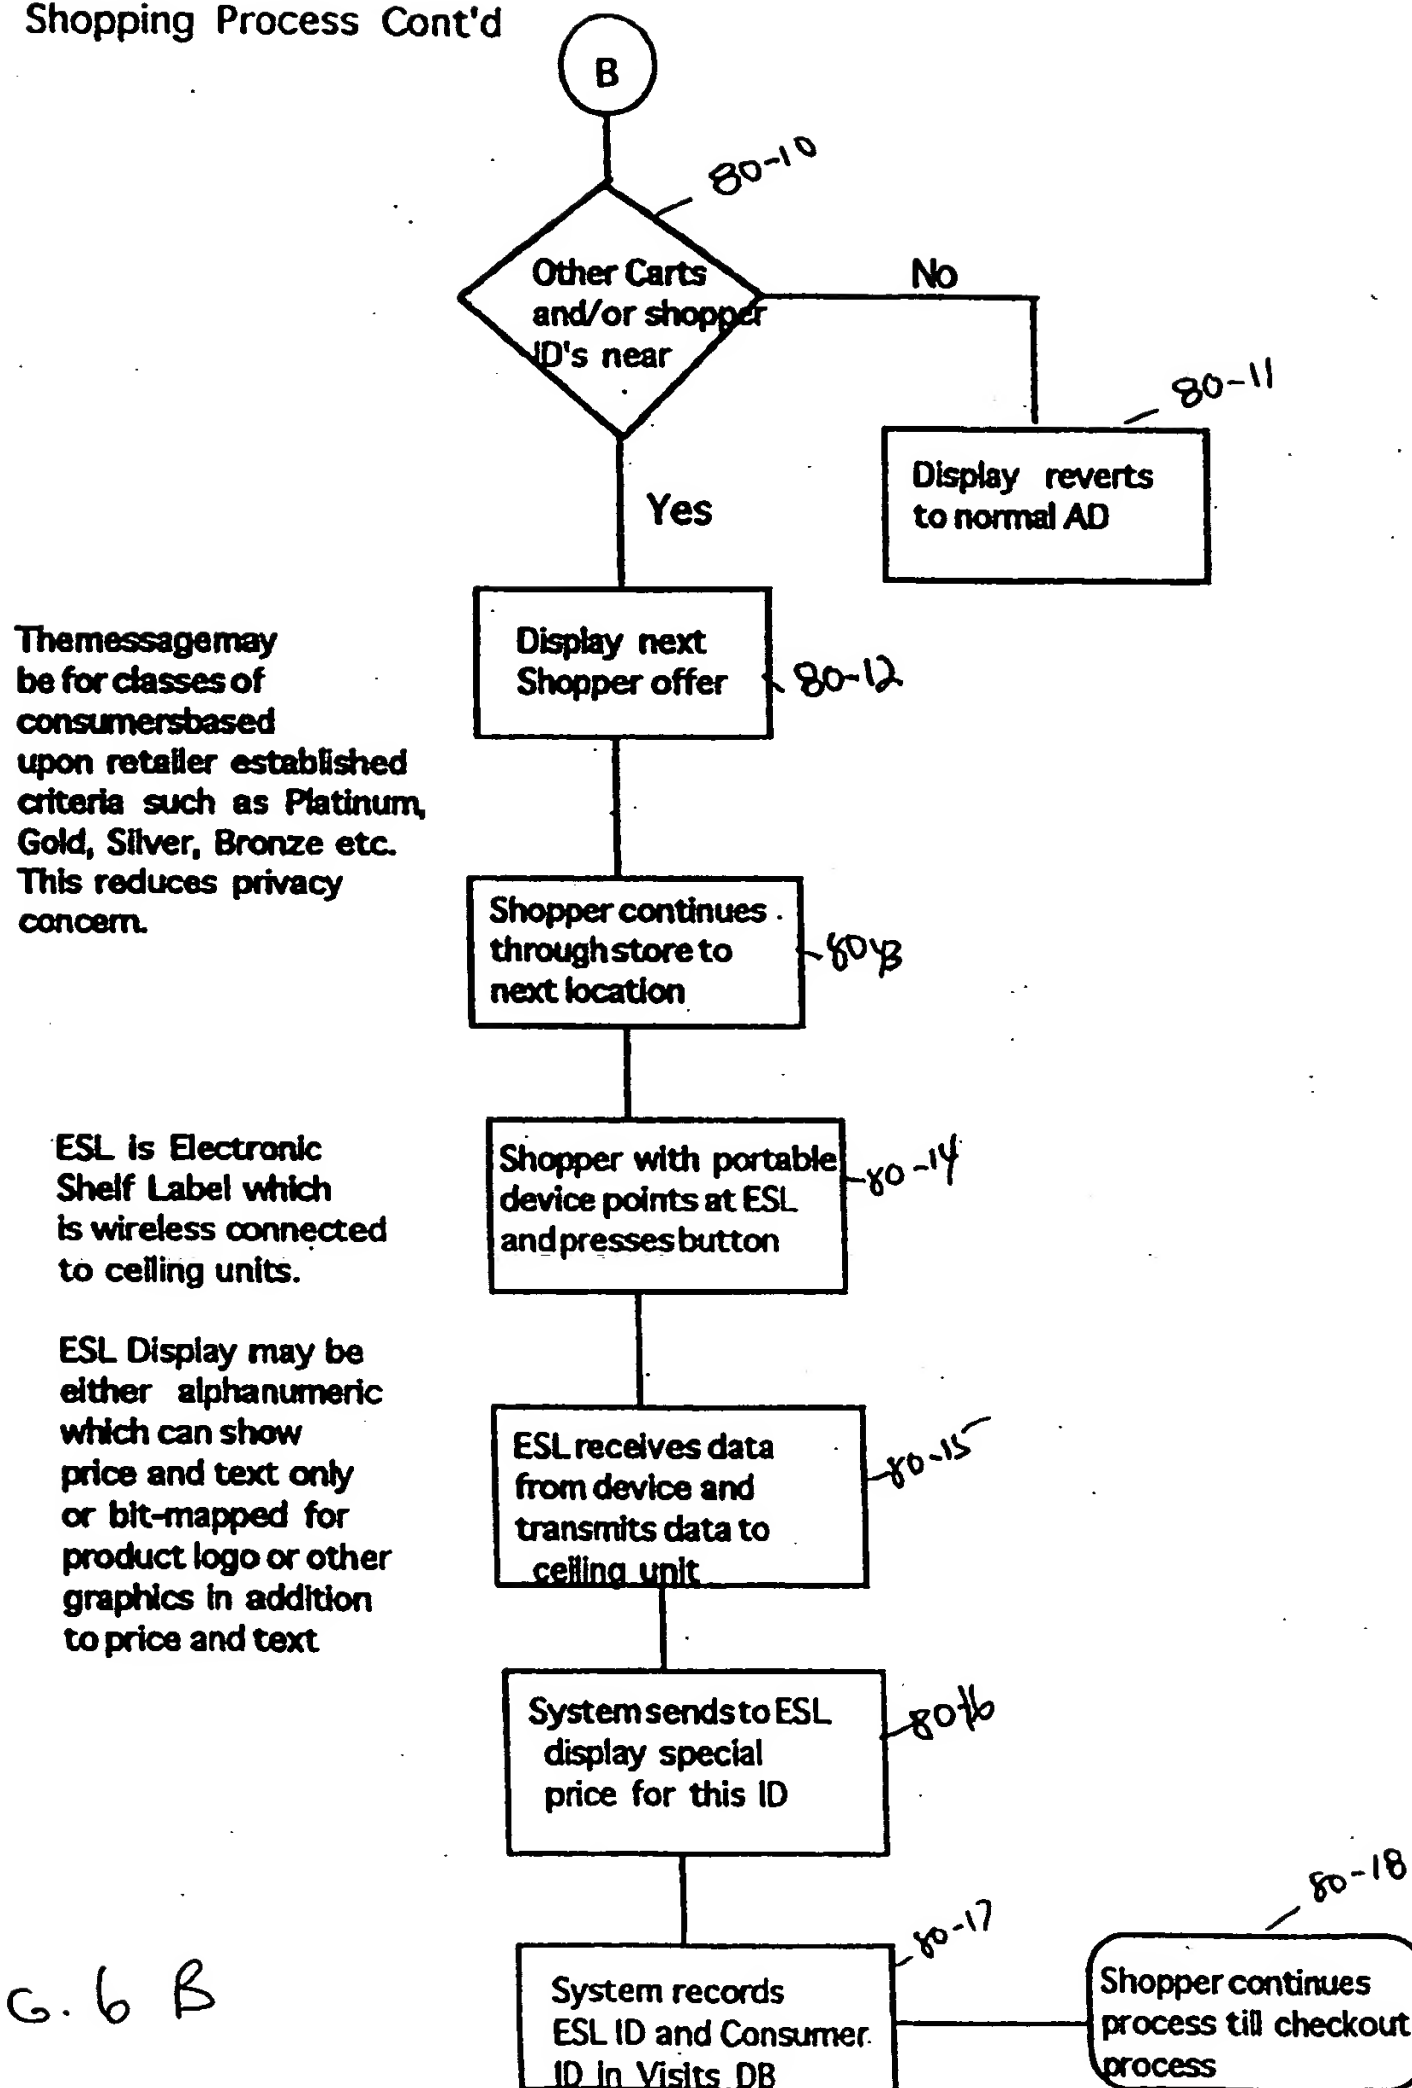 Shopping Process Cont'd
B
80-10
Other Carts
and/or shopper
ID's near
No
80-11
Display reverts
to normal AD
Yes
Display next
Shopper offer
80-12
Themessagemay
be for classes of
consumersbased
upon retailer established
criteria such as Platinum,
Gold, Silver, Bronze etc.
This reduces privacy
concern.
Shopper continues
through store to
next location
80-13
ESL is Electronic
Shelf Label which
is wireless connected
to ceiling units.
Shopper with portable
device points at ESL
and presses button
80-14
ESL Display may be
either alphanumeric
which can show
price and text only
or bit-mapped for
product logo or other
graphics in addition
to price and text
ESL receives data
from device and
transmits data to
ceiling unit
80-15
System sends to ESL
display special
price for this ID
80-16
System records
ESL ID and Consumer
ID in Visits DB
80-17
80-18
Shopper continues
process till checkout
process
G. 6 B